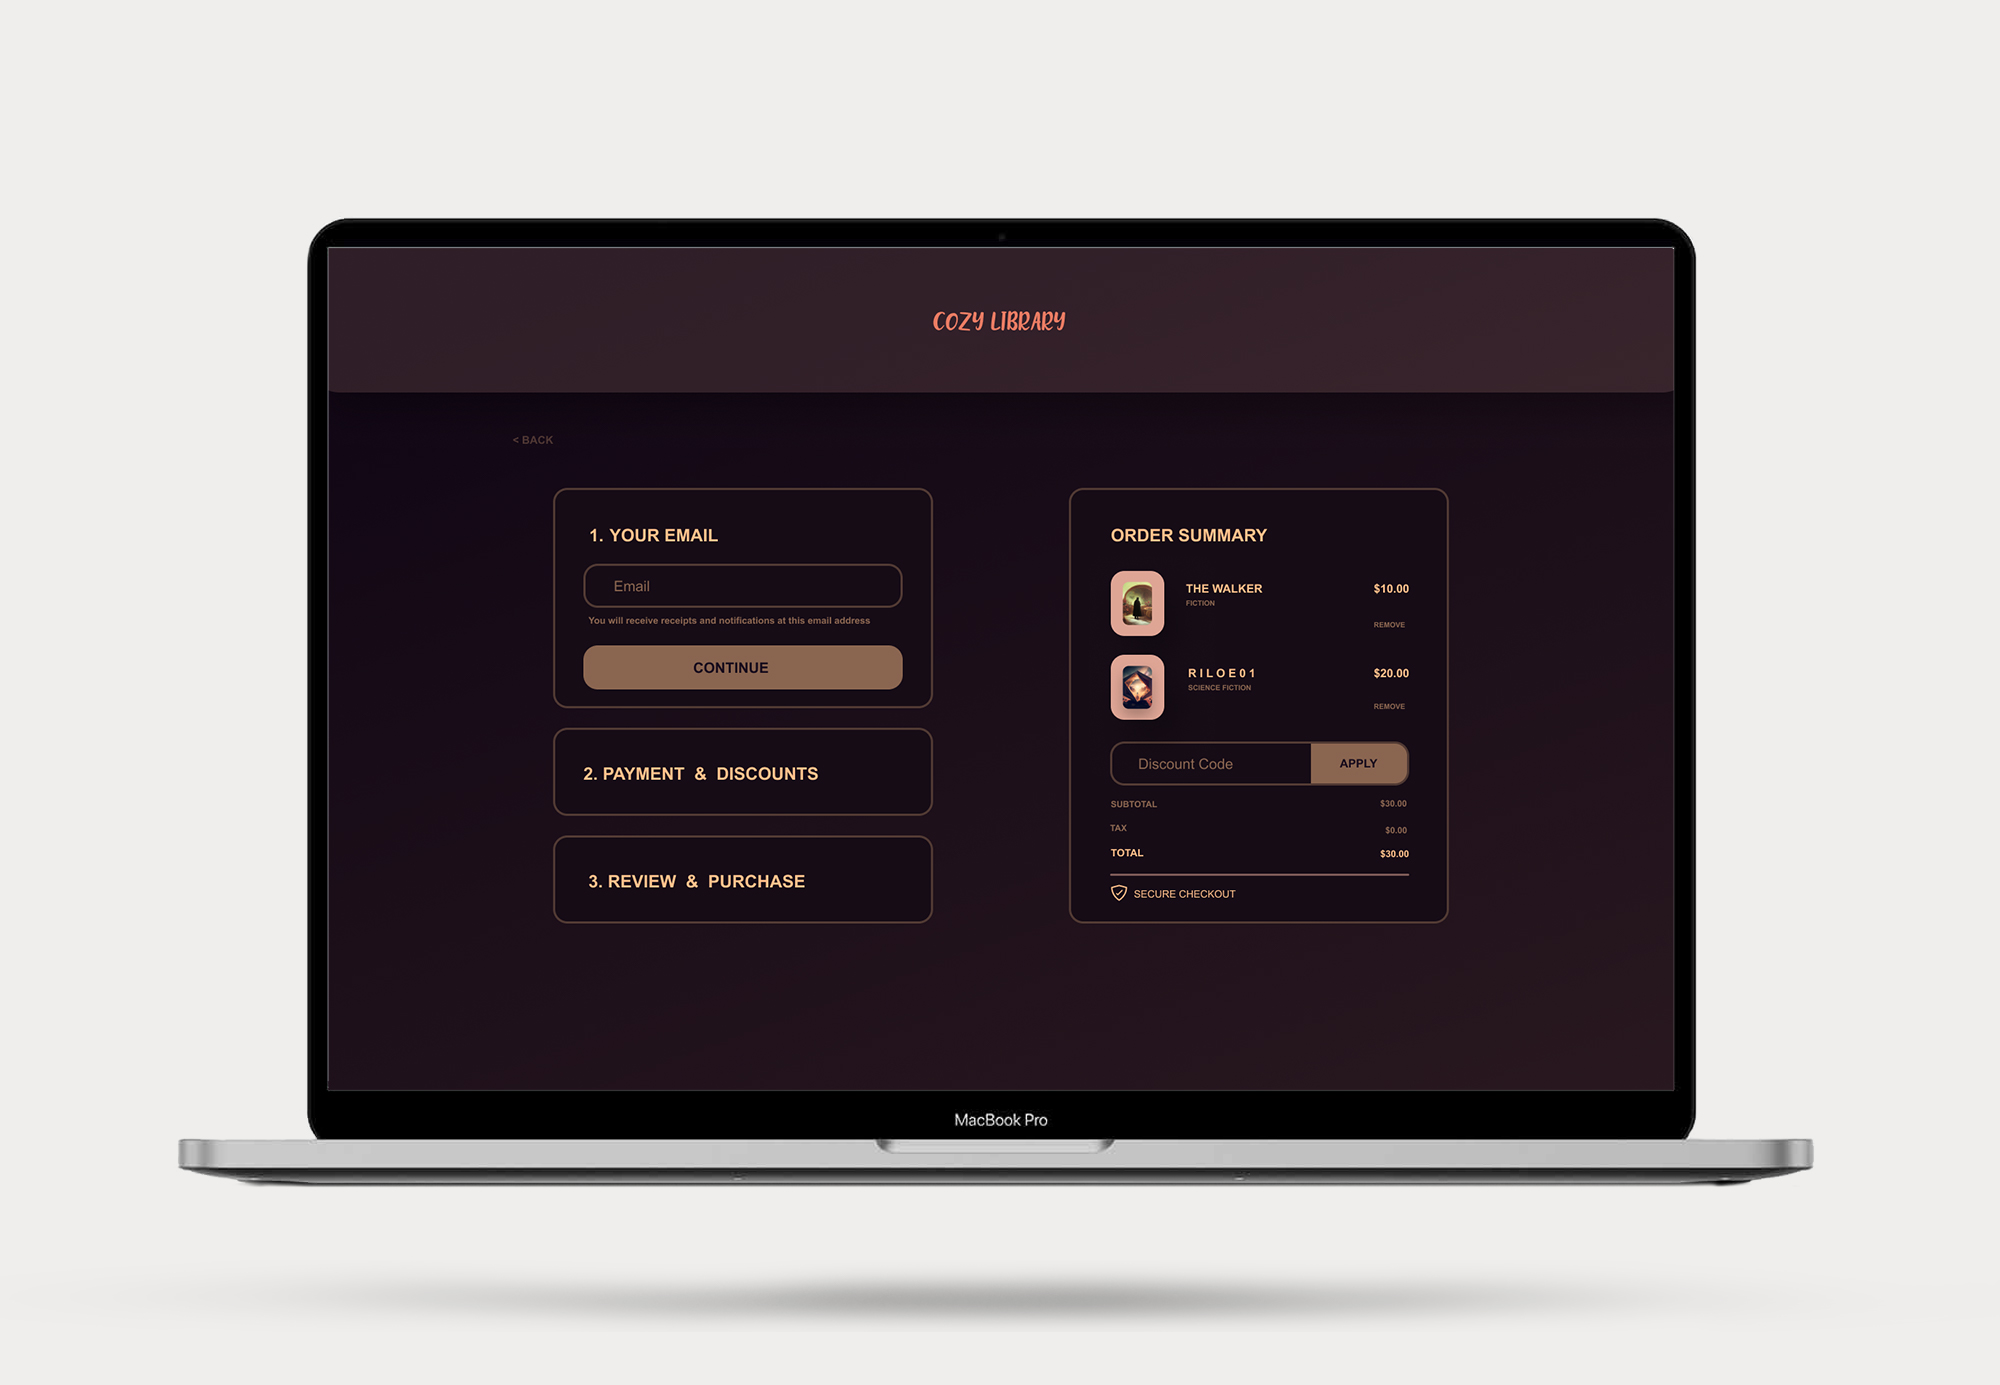 COZY LIBRARY
< BACK
1. YOUR EMAIL
Email
You will receive receipts and notifications at this email address
CONTINUE
2. PAYMENT & DISCOUNTS
3. REVIEW & PURCHASE
ORDER SUMMARY
THE WALKER $10.00
FICTION
REMOVE
RILOE01 $20.00
SCIENCE FICTION
REMOVE
Discount Code APPLY
SUBTOTAL $30.00
TAX $0.00
TOTAL $30.00
SECURE CHECKOUT
MacBook Pro